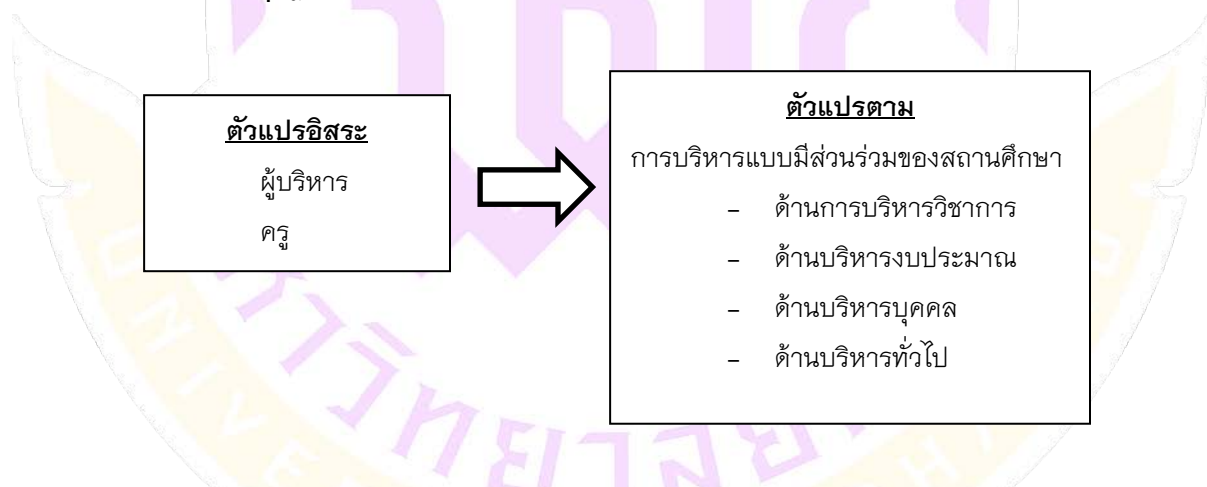 ตัวแปรอิสระ
ผู้บริหาร
ครู
ตัวแปรตาม
การบริหารแบบมีส่วนร่วมของสถานศึกษา
- ด้านการบริหารวิชาการ
- ด้านบริหารงบประมาณ
- ด้านบริหารบุคคล
- ด้านบริหารทั่วไป